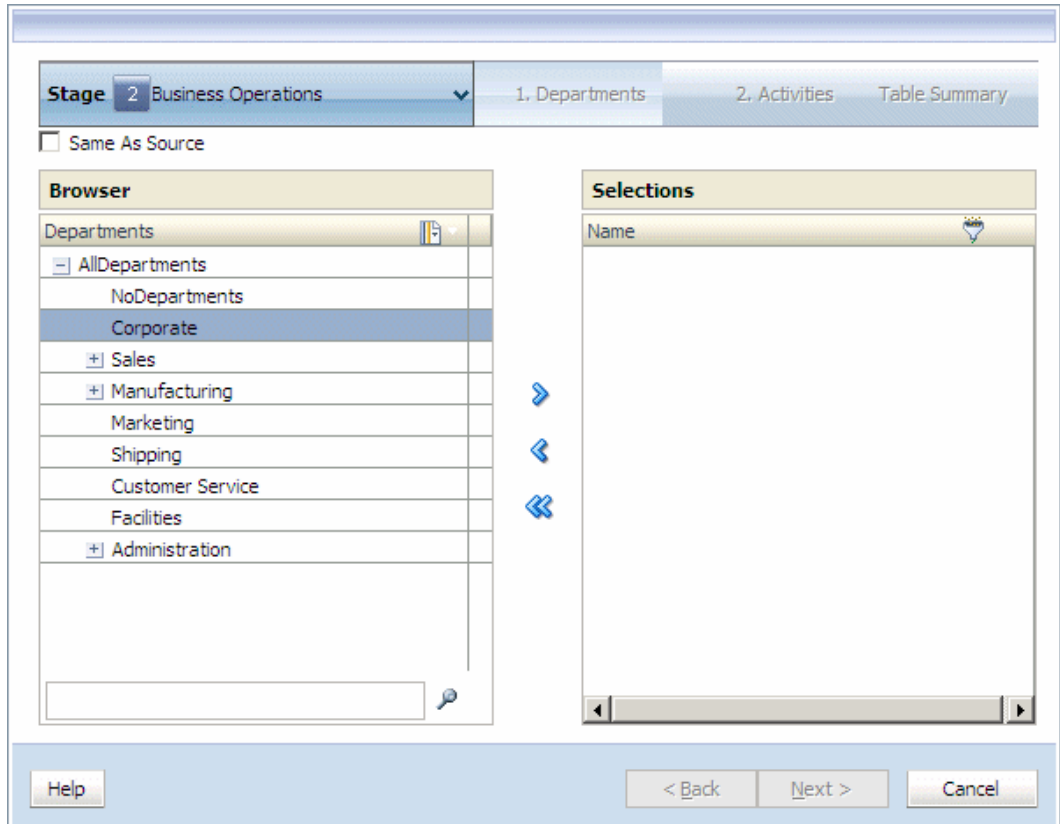 Stage 2 Business Operations 1. Departments 2. Activities Table Summary
Same As Source
Browser Selections
Departments Name
AllDepartments
NoDepartments
Corporate
Sales
Manufacturing
Marketing
Shipping
Customer Service
Facilities
Administration
Help < Back Next > Cancel